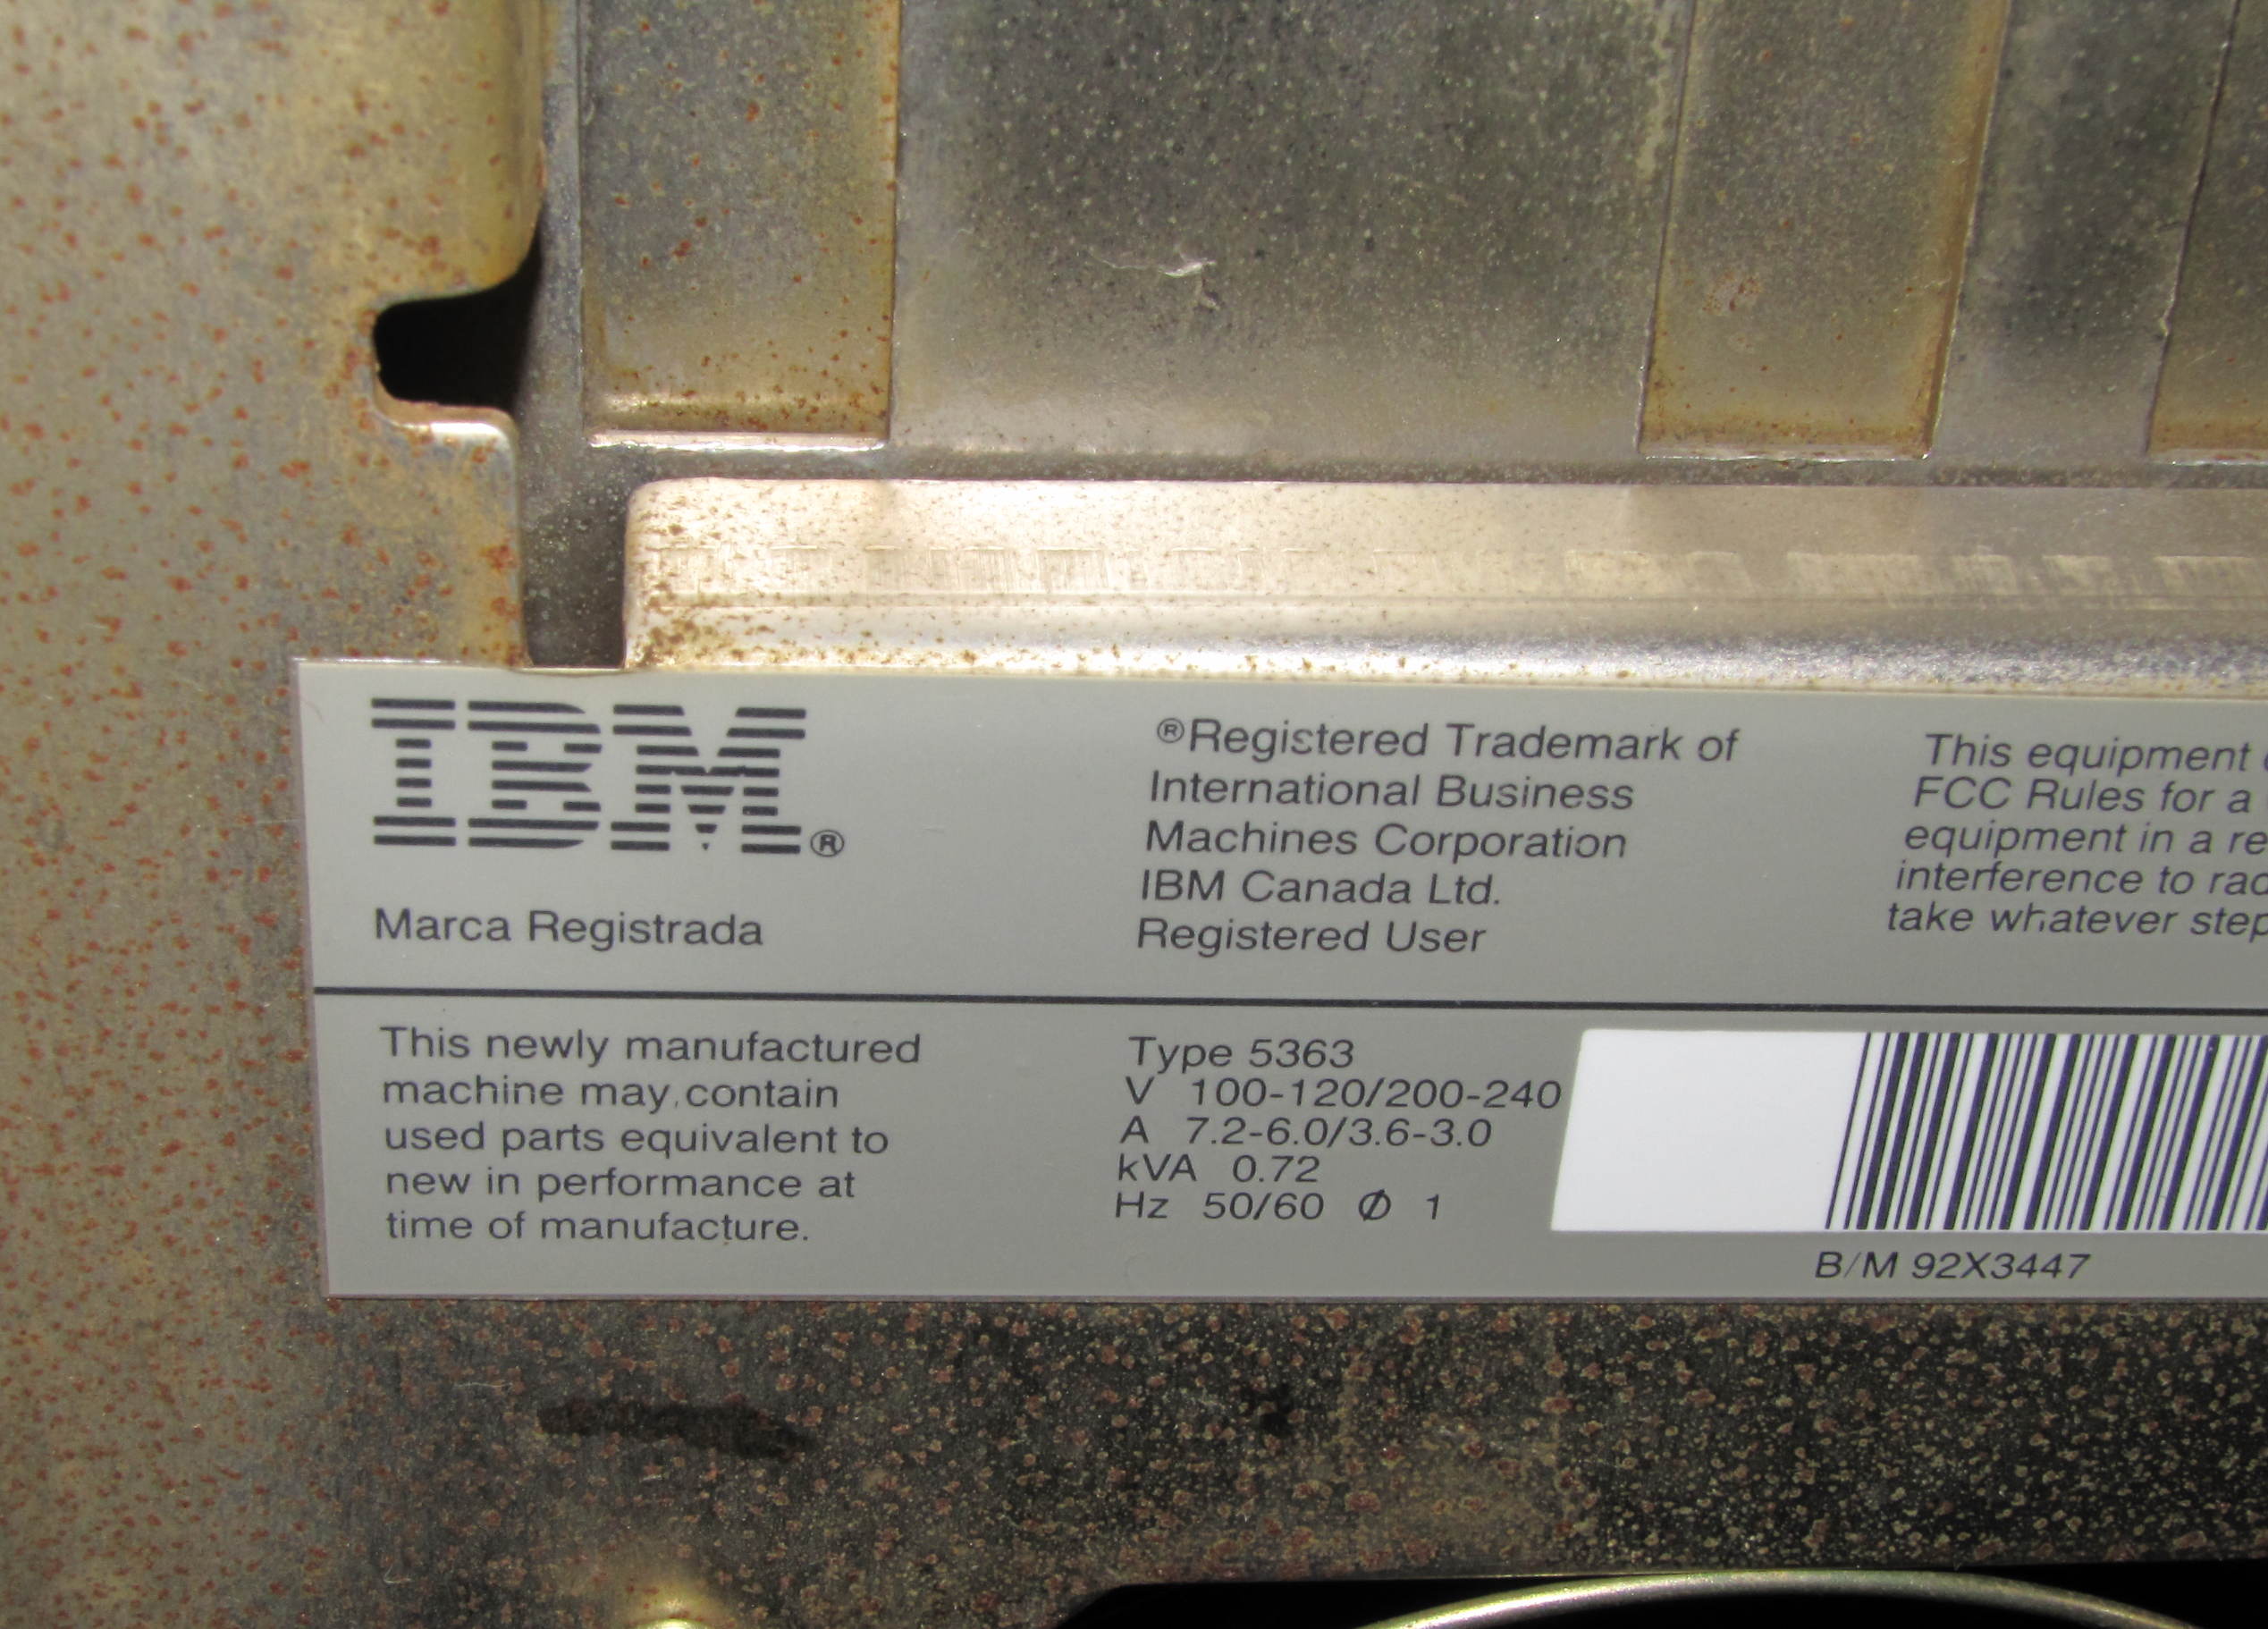 IBM®
Marca Registrada
®Registered Trademark of
International Business
Machines Corporation
IBM Canada Ltd.
Registered User
This equipment
FCC Rules for a
equipment in a
interference to
take whatever
This newly manufactured
machine may contain
used parts equivalent to
new in performance at
time of manufacture.
Type 5363
V 100-120/200-240
A 7.2-6.0/3.6-3.0
kVA 0.72
Hz 50/60 Ø 1
B/M 92X3447